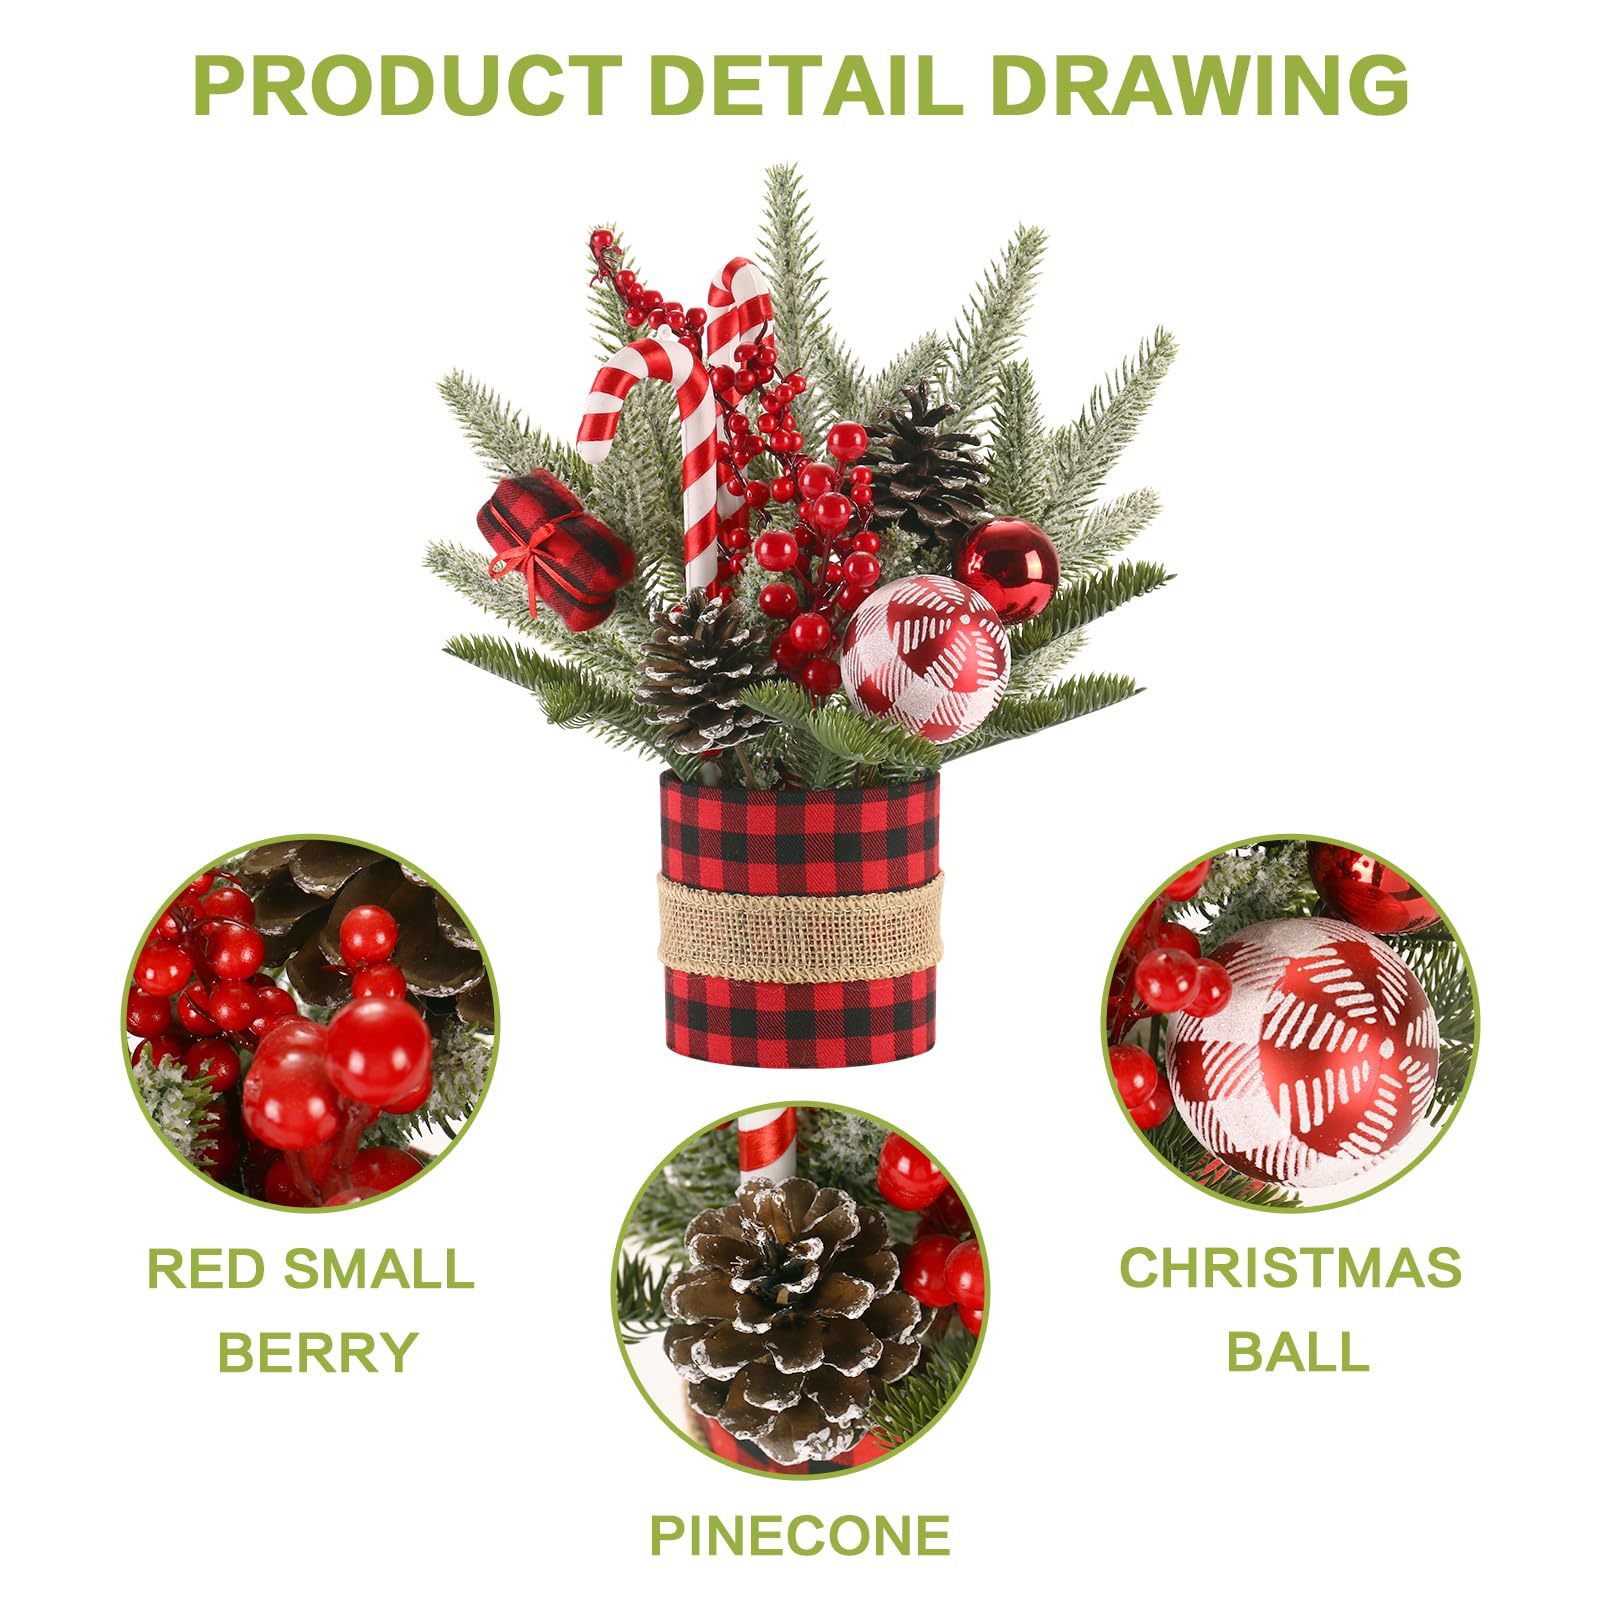 PRODUCT DETAIL DRAWING
RED SMALL
BERRY
PINECONE
CHRISTMAS
BALL